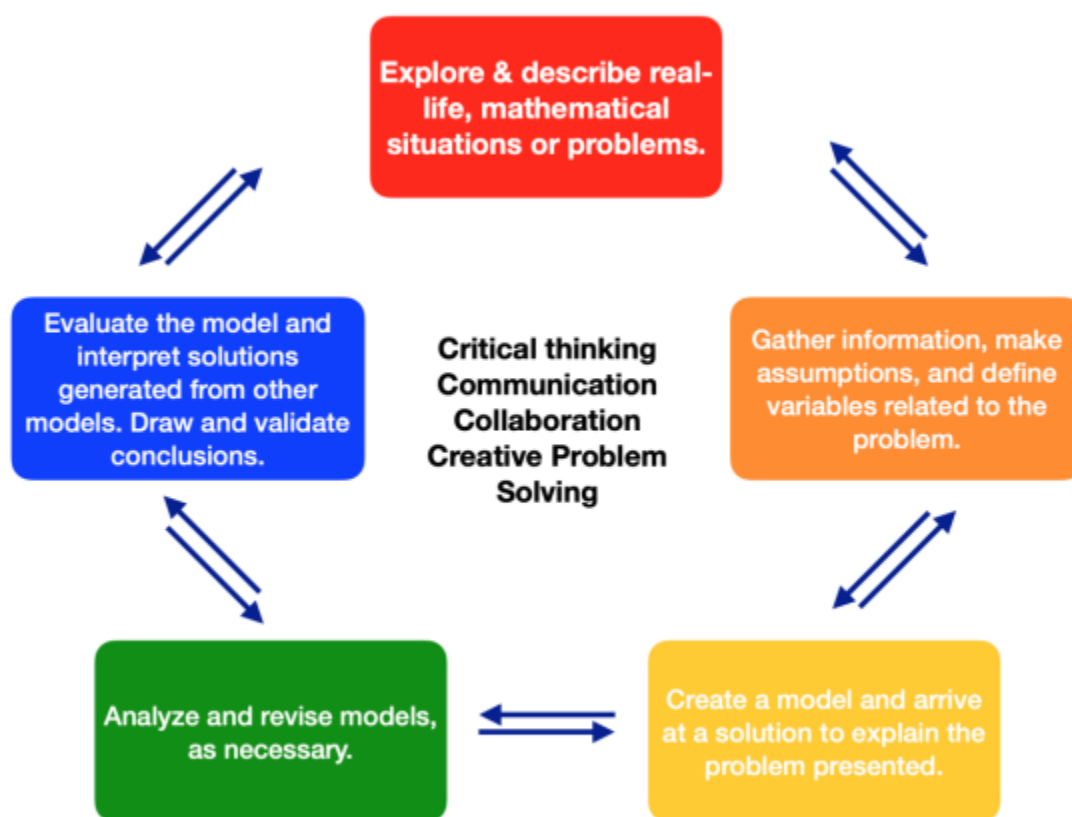 Explore & describe real-
life, mathematical
situations or problems.
Evaluate the model and
interpret solutions
generated from other
models. Draw and validate
conclusions.
Critical thinking
Communication
Collaboration
Creative Problem
Solving
Gather information, make
assumptions, and define
variables related to the
problem.
Analyze and revise models,
as necessary.
Create a model and arrive
at a solution to explain the
problem presented.